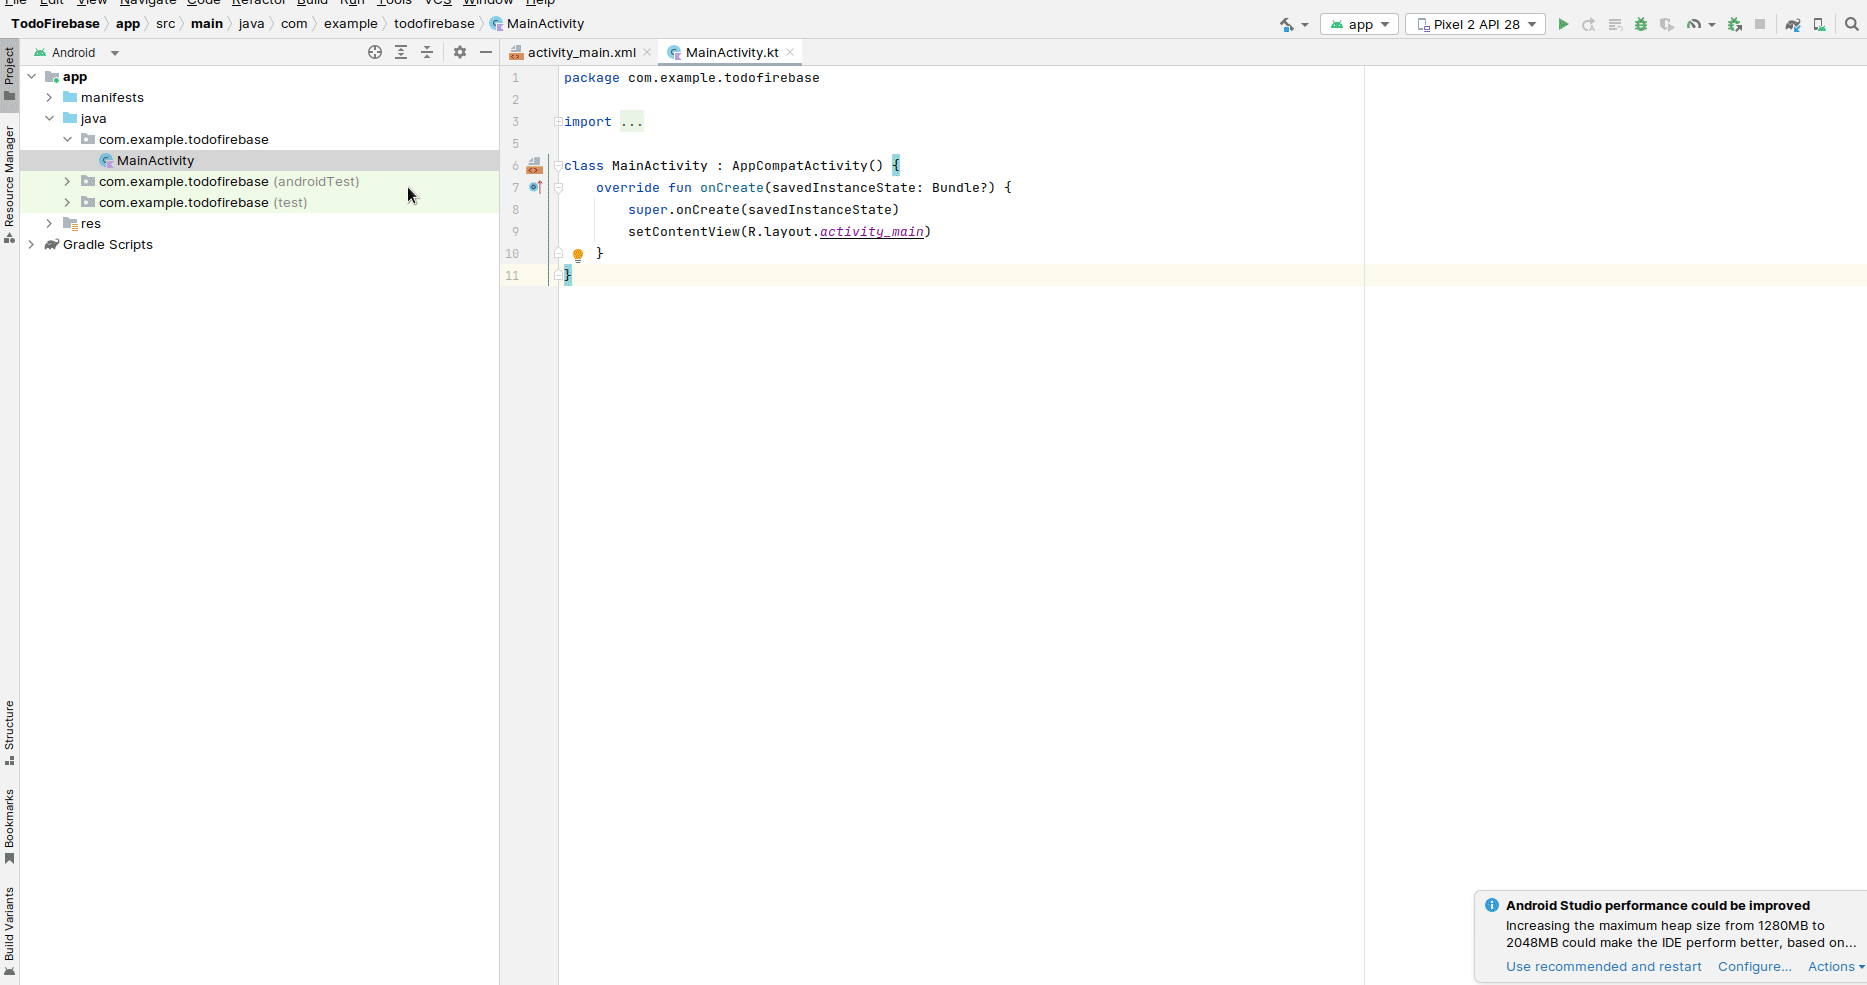 File Edit View Navigate Code Refactor Build Run Tools VCS Window Help
TodoFirebase app src main java com example todofirebase MainActivity
app Pixel 2 API 28
Project
Resource Manager
Structure
Bookmarks
Build Variants
Android
app
manifests
java
com.example.todofirebase
MainActivity
com.example.todofirebase (androidTest)
com.example.todofirebase (test)
res
Gradle Scripts
activity_main.xml MainActivity.kt
1 package com.example.todofirebase
2
3 import ...
5
6 class MainActivity : AppCompatActivity() {
7 override fun onCreate(savedInstanceState: Bundle?) {
8 super.onCreate(savedInstanceState)
9 setContentView(R.layout.activity_main)
10 }
11 }
Android Studio performance could be improved
Increasing the maximum heap size from 1280MB to
2048MB could make the IDE perform better, based on...
Use recommended and restart Configure... Actions